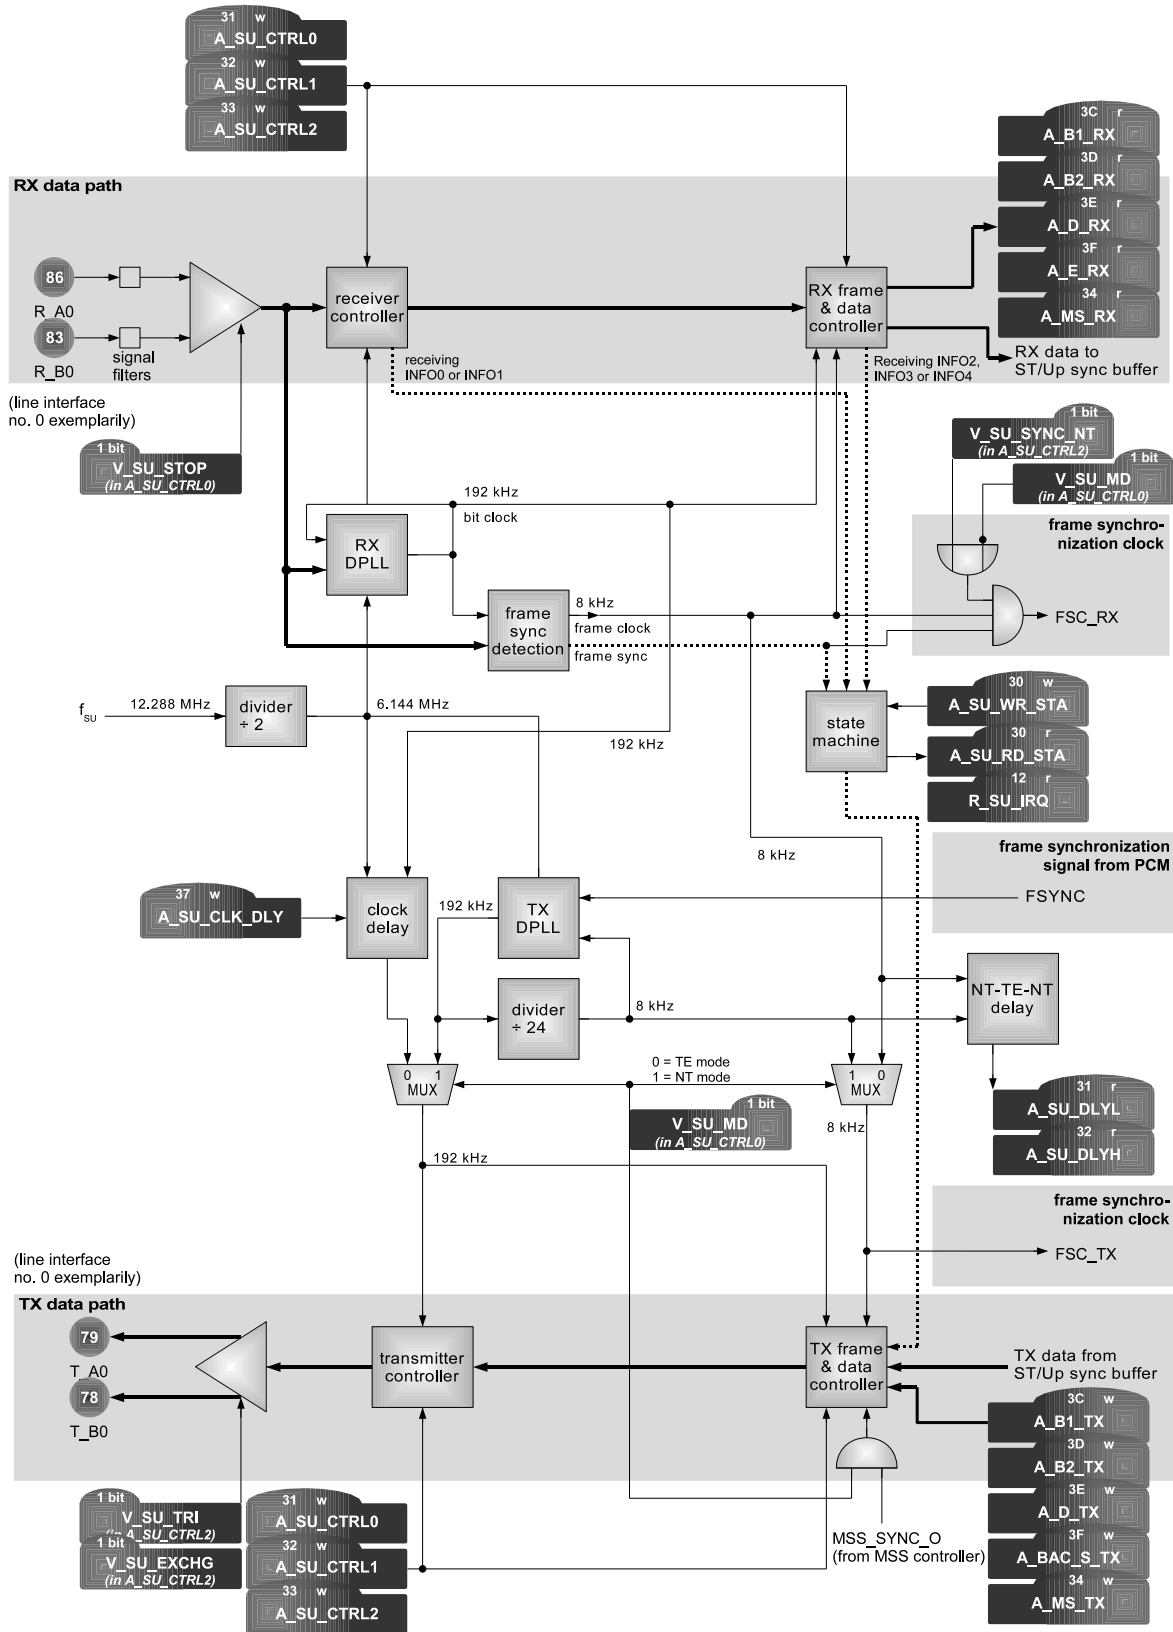 31 w
A_SU_CTRL0
32 w
A_SU_CTRL1
33 w
A_SU_CTRL2
3C r
A_B1_RX
3D r
A_B2_RX
3E r
A_D_RX
3F r
A_E_RX
34 r
A_MS_RX
RX data path
86
R_A0
83
R_B0
signal
filters
receiver
controller
RX frame
& data
controller
receiving
INFO0 or INFO1
Receiving INFO2,
INFO3 or INFO4
RX data to
ST/Up sync buffer
(line interface
no. 0 exemplarily)
1 bit
V_SU_STOP
(in A_SU_CTRL0)
1 bit
V_SU_SYNC_NT
(in A_SU_CTRL2)
1 bit
V_SU_MD
(in A_SU_CTRL0)
192 kHz
bit clock
RX
DPLL
frame synchro-
nization clock
frame
sync
detection
8 kHz
frame clock
frame sync
FSC_RX
fSU
12.288 MHz
divider
÷ 2
6.144 MHz
192 kHz
state
machine
30 w
A_SU_WR_STA
30 r
A_SU_RD_STA
12 r
R_SU_IRQ
8 kHz
frame synchronization
signal from PCM
FSYNC
37 w
A_SU_CLK_DLY
clock
delay
192 kHz
TX
DPLL
divider
÷ 24
8 kHz
NT-TE-NT
delay
0 1
MUX
0 = TE mode
1 = NT mode
1 0
MUX
1 bit
V_SU_MD
(in A_SU_CTRL0)
8 kHz
192 kHz
31 r
A_SU_DLYL
32 r
A_SU_DLYH
frame synchro-
nization clock
FSC_TX
(line interface
no. 0 exemplarily)
TX data path
79
T_A0
78
T_B0
transmitter
controller
TX frame
& data
controller
TX data from
ST/Up sync buffer
3C w
A_B1_TX
3D w
A_B2_TX
3E w
A_D_TX
3F w
A_BAC_S_TX
34 w
A_MS_TX
1 bit
V_SU_TRI
(in A_SU_CTRL2)
1 bit
V_SU_EXCHG
(in A_SU_CTRL2)
31 w
A_SU_CTRL0
32 w
A_SU_CTRL1
33 w
A_SU_CTRL2
MSS_SYNC_O
(from MSS controller)